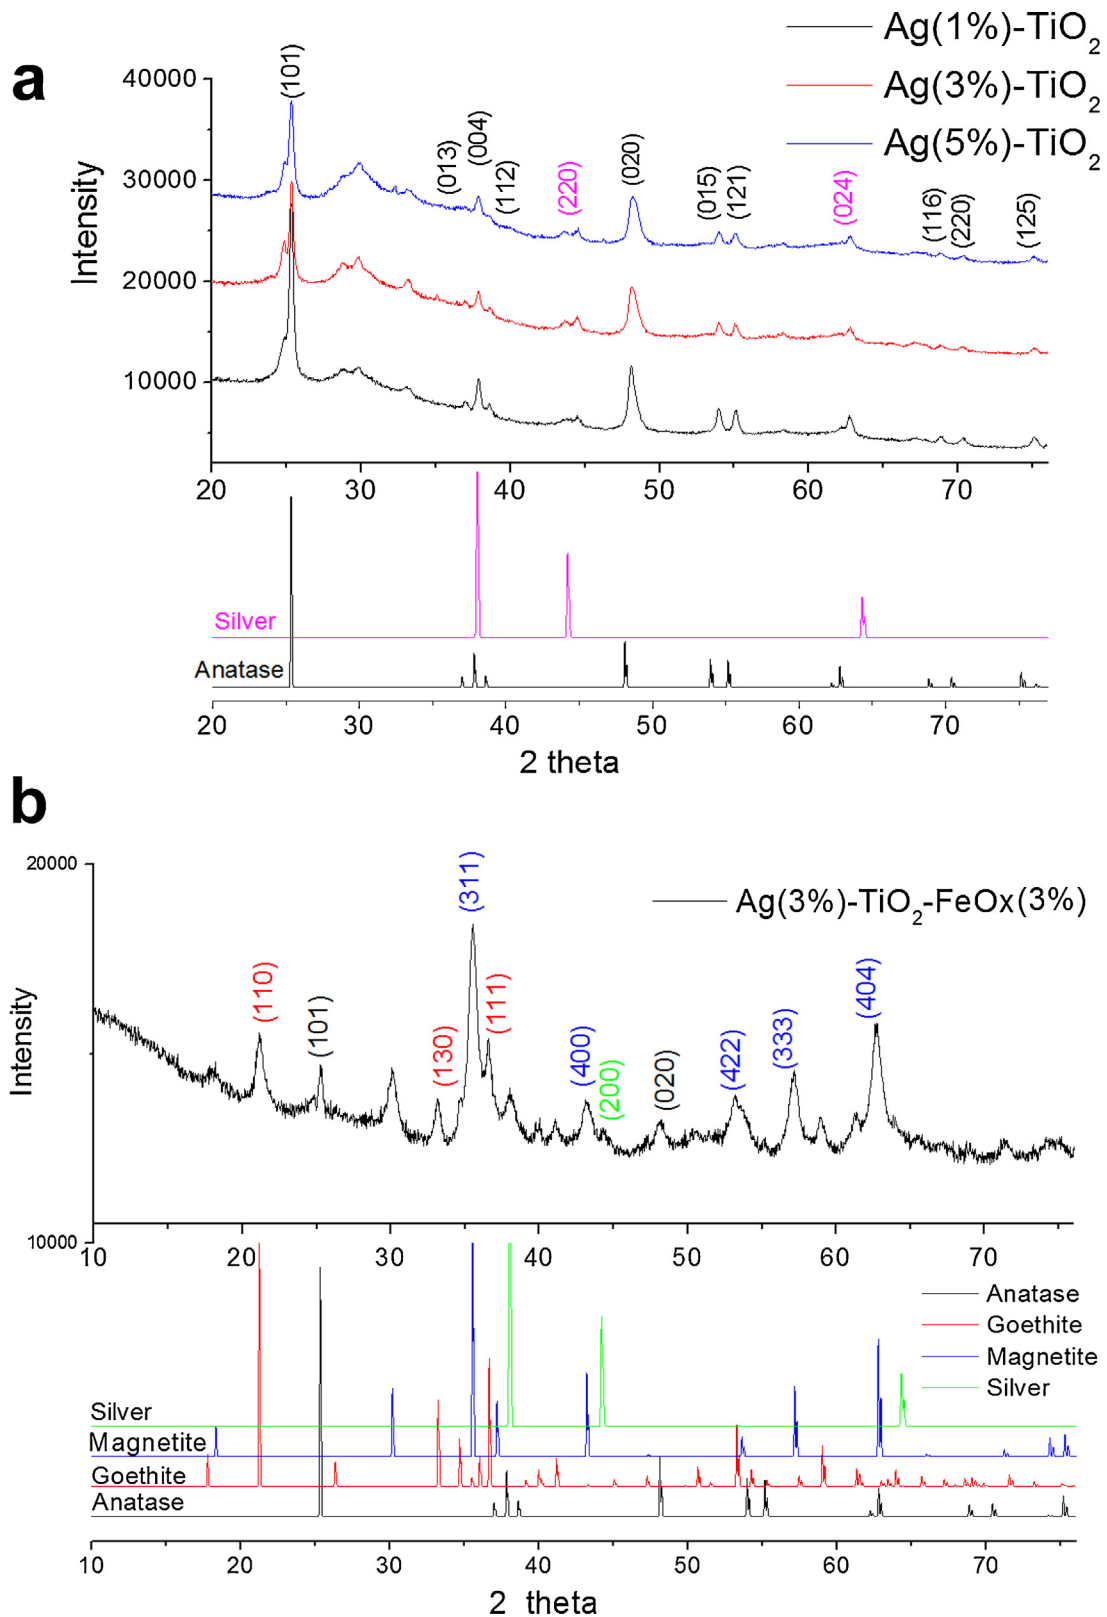 a
Ag(1%)-TiO2
Ag(3%)-TiO2
Ag(5%)-TiO2
Intensity
40000
30000
20000
10000
(101)
(013)
(004)
(112)
(220)
(020)
(015)
(121)
(024)
(116)
(220)
(125)
20 30 40 50 60 70
Silver
Anatase
20 30 40 50 60 70
2 theta
b
Ag(3%)-TiO2-FeOx(3%)
Intensity
20000
10000
(110)
(101)
(130)
(311)
(111)
(400)
(200)
(020)
(422)
(333)
(404)
10 20 30 40 50 60 70
Anatase
Goethite
Magnetite
Silver
Silver
Magnetite
Goethite
Anatase
10 20 30 40 50 60 70
2 theta